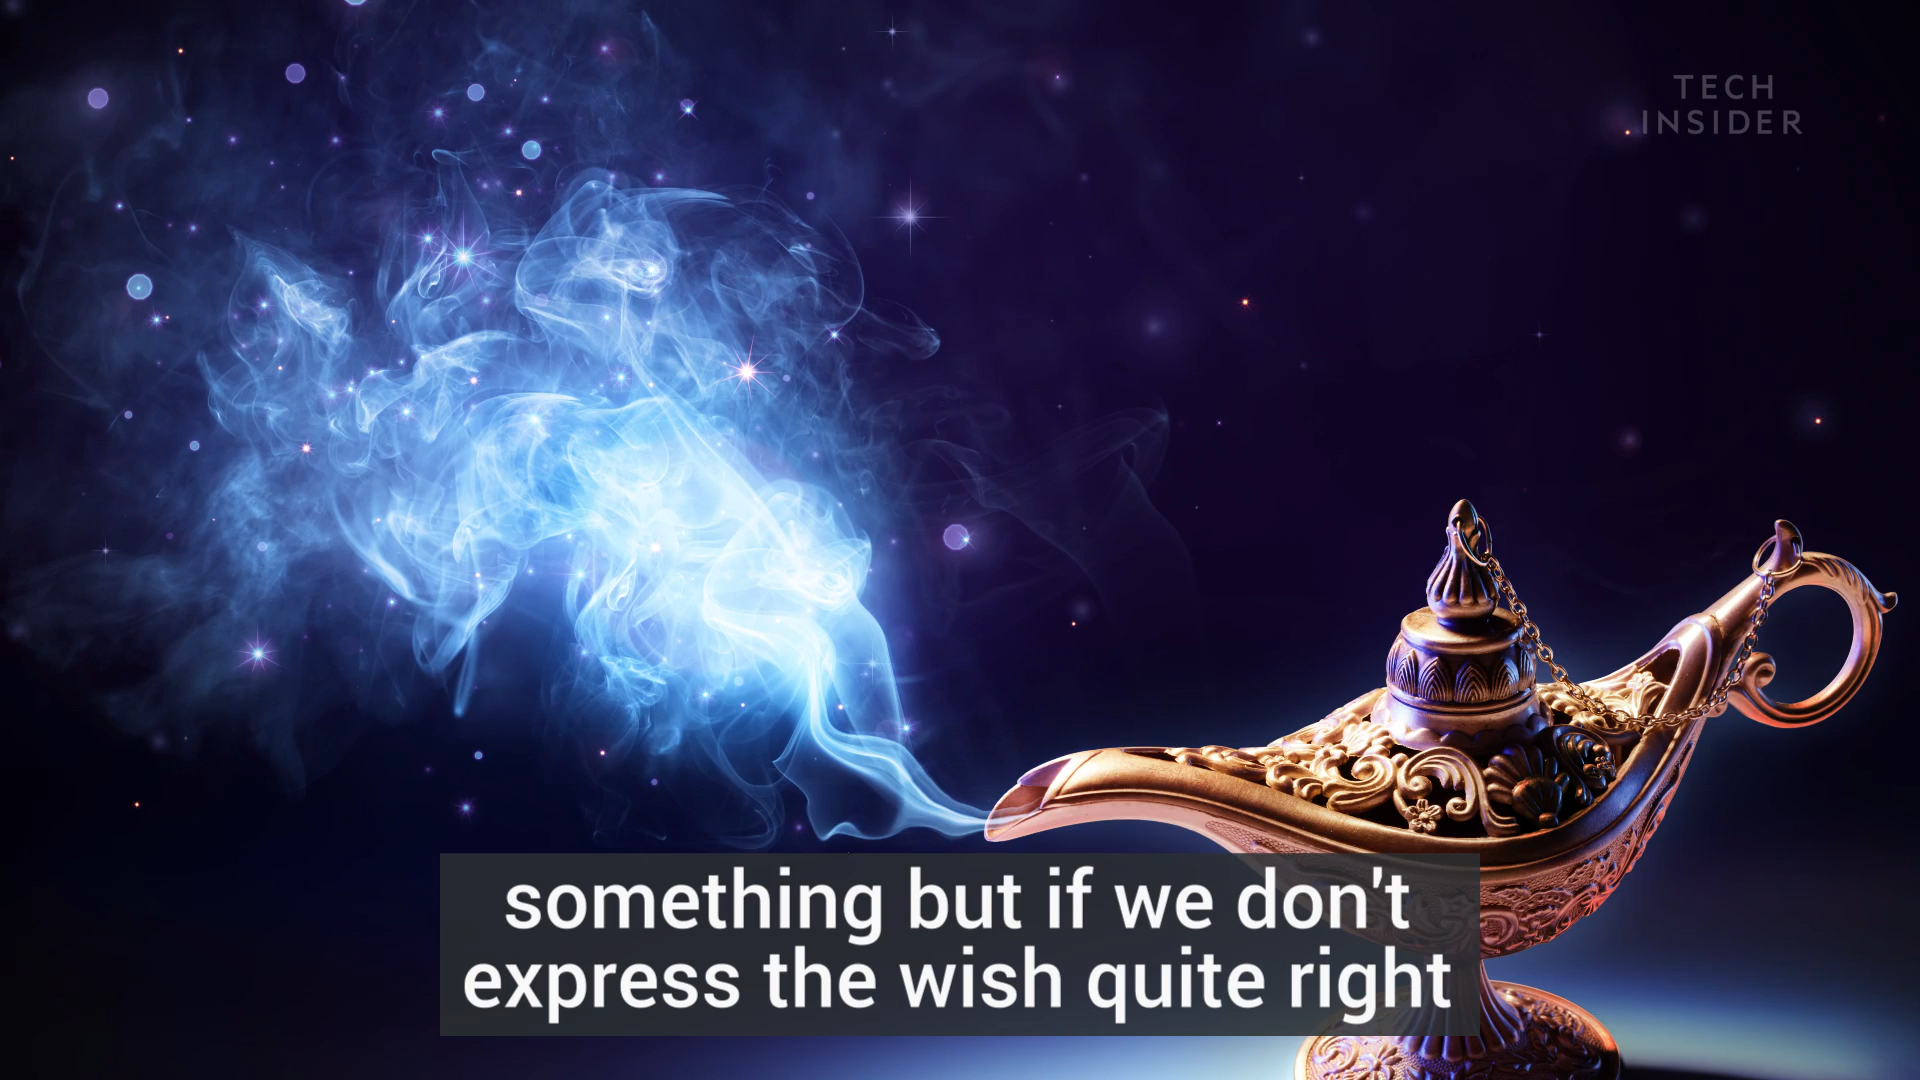 TECH
INSIDER
something but if we don't
express the wish quite right